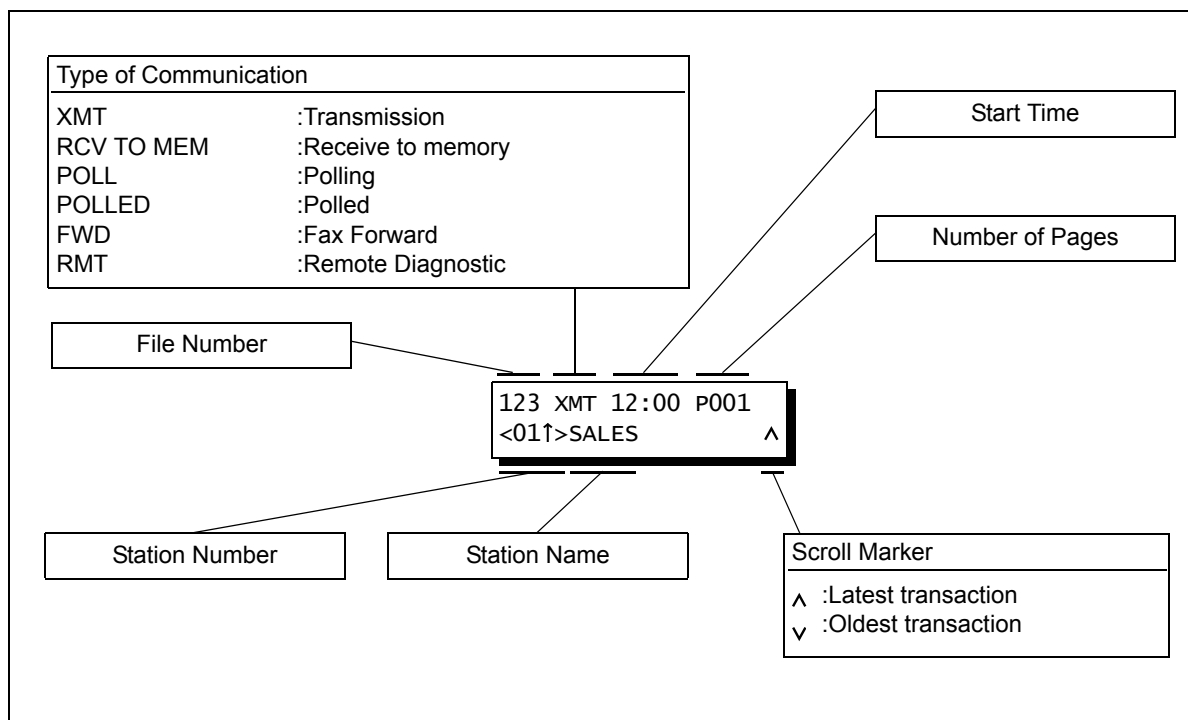 Type of Communication
XMT :Transmission
RCV TO MEM :Receive to memory
POLL :Polling
POLLED :Polled
FWD :Fax Forward
RMT :Remote Diagnostic
Start Time
Number of Pages
File Number
123 XMT 12:00 P001
<01↑>SALES ^
Station Number
Station Name
Scroll Marker
^ :Latest transaction
v :Oldest transaction